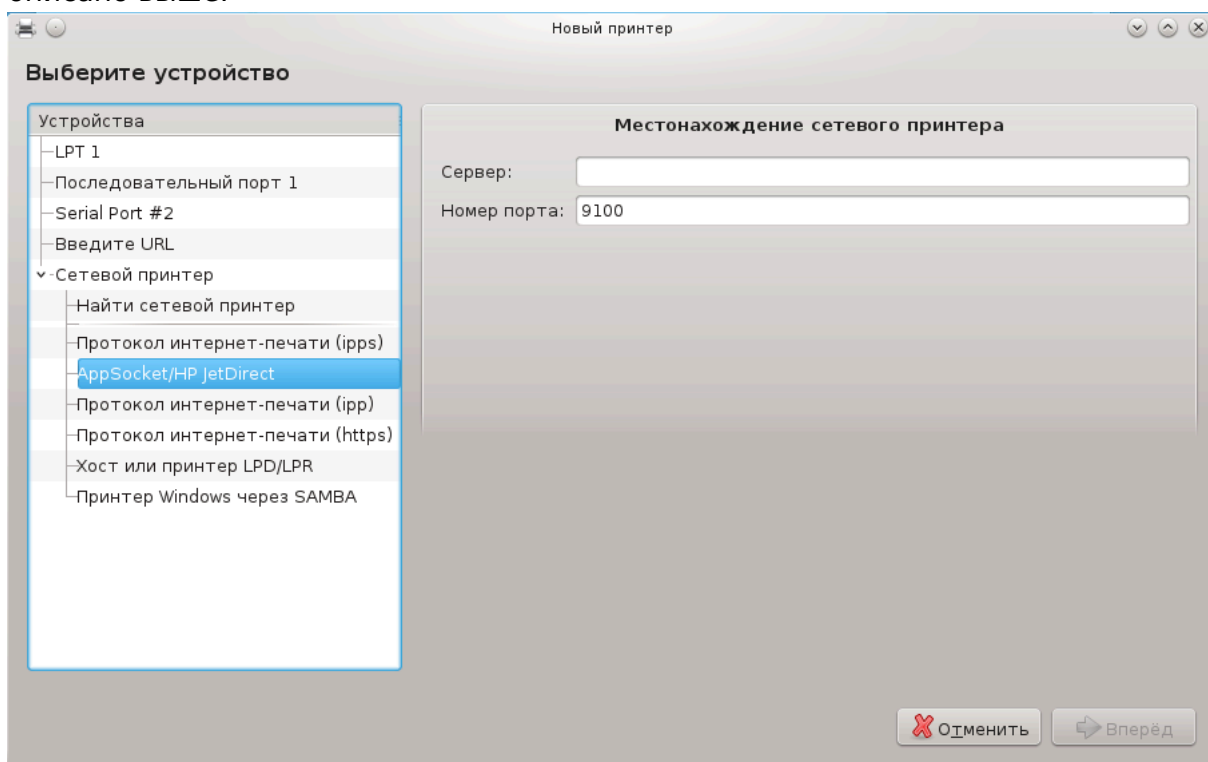 описано выше.
Новый принтер
Выберите устройство
Устройства
LPT 1
Последовательный порт 1
Serial Port #2
Введите URL
Сетевой принтер
Найти сетевой принтер
Протокол интернет-печати (ipps)
AppSocket/HP JetDirect
Протокол интернет-печати (ipp)
Протокол интернет-печати (https)
Хост или принтер LPD/LPR
Принтер Windows через SAMBA
Местонахождение сетевого принтера
Сервер:
Номер порта: 9100
Отменить
Вперёд